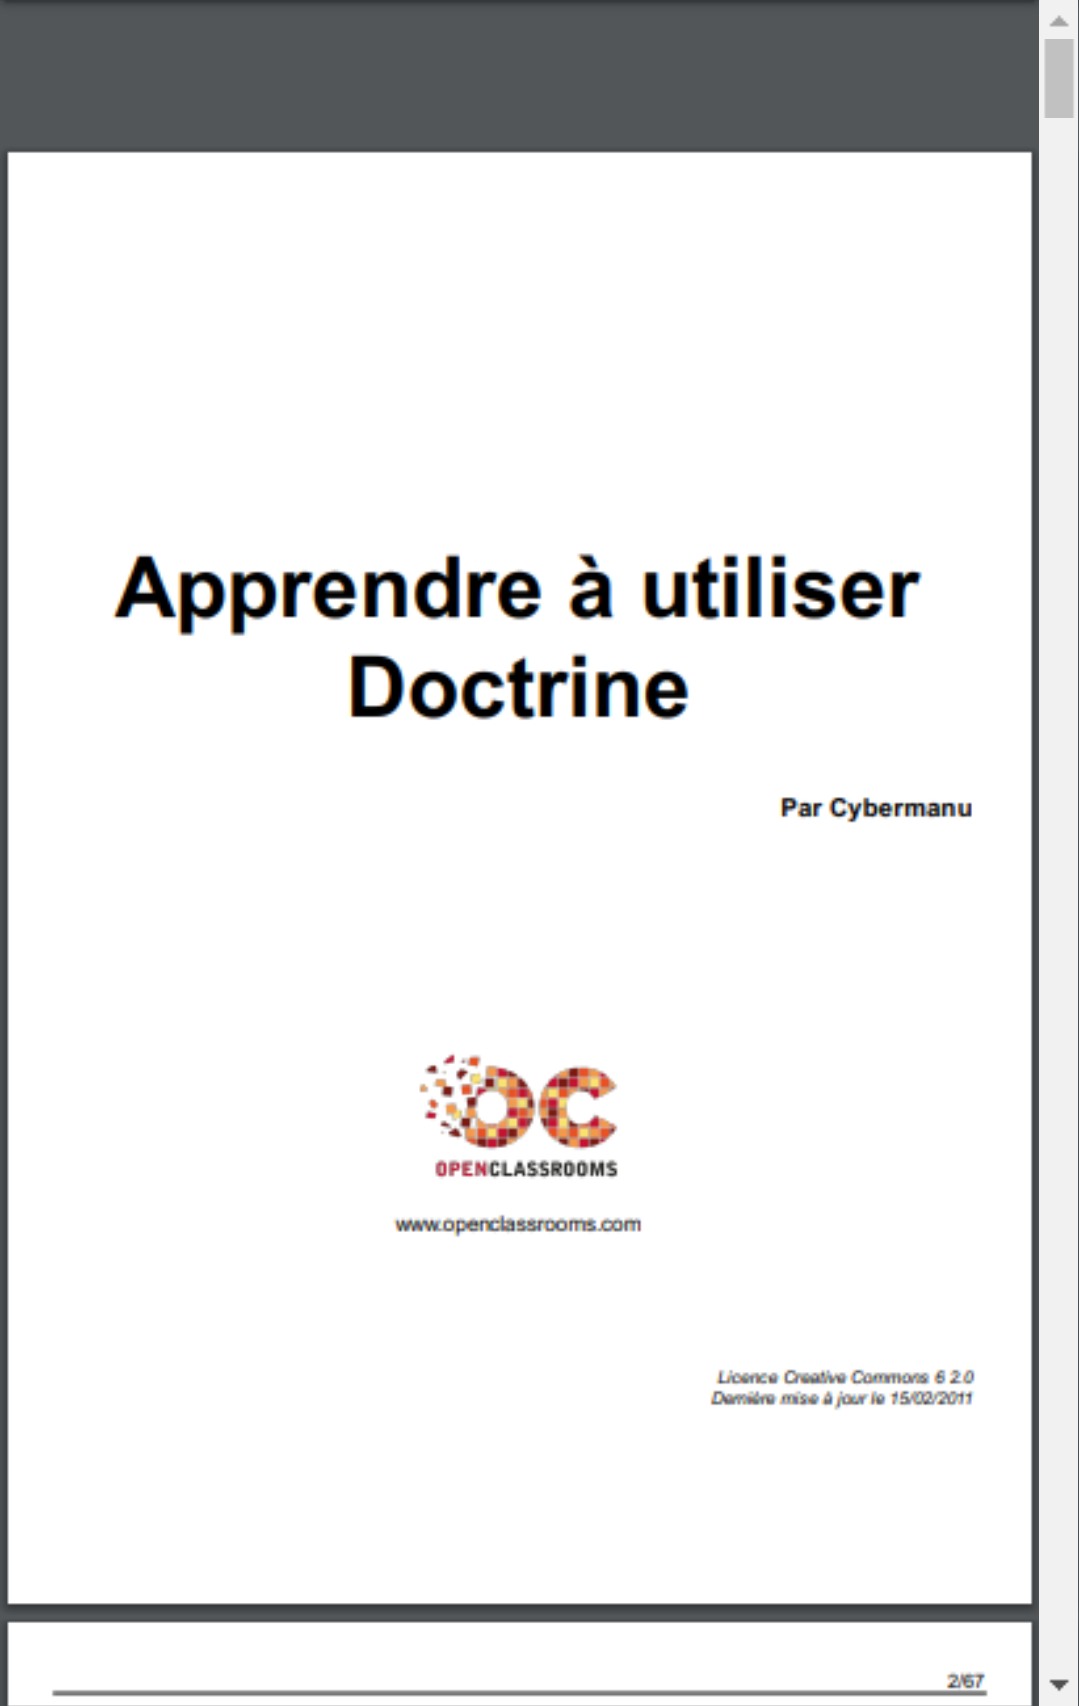 Apprendre à utiliser
Doctrine
Par Cybermanu
OPENCLASSROOMS
www.openclassrooms.com
Licence Creative Commons 6 2.0
Dernière mise à jour le 15/02/2011
2/67